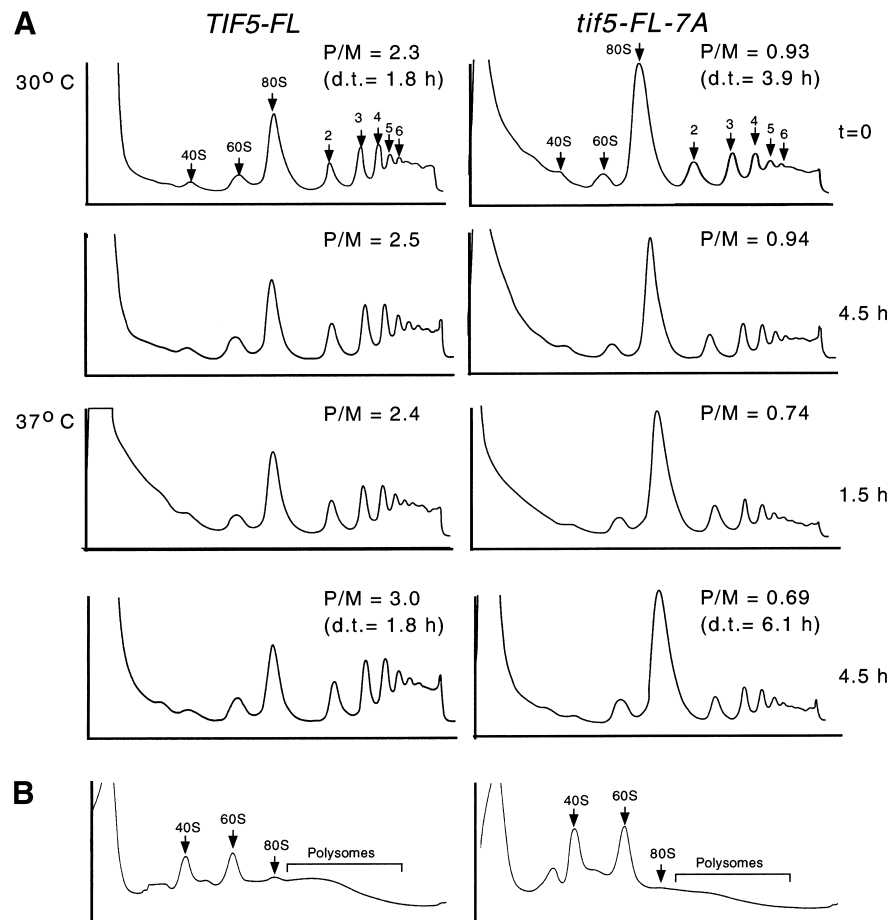 A
TIF5-FL
tif5-FL-7A
30° C
P/M = 2.3
(d.t.= 1.8 h)
40S
60S
80S
2
3
4
5
6
P/M = 0.93
(d.t.= 3.9 h)
40S
60S
80S
2
3
4
5
6
t=0
P/M = 2.5
P/M = 0.94
4.5 h
37° C
P/M = 2.4
P/M = 0.74
1.5 h
P/M = 3.0
(d.t.= 1.8 h)
P/M = 0.69
(d.t.= 6.1 h)
4.5 h
B
40S
60S
80S
Polysomes
40S
60S
80S
Polysomes